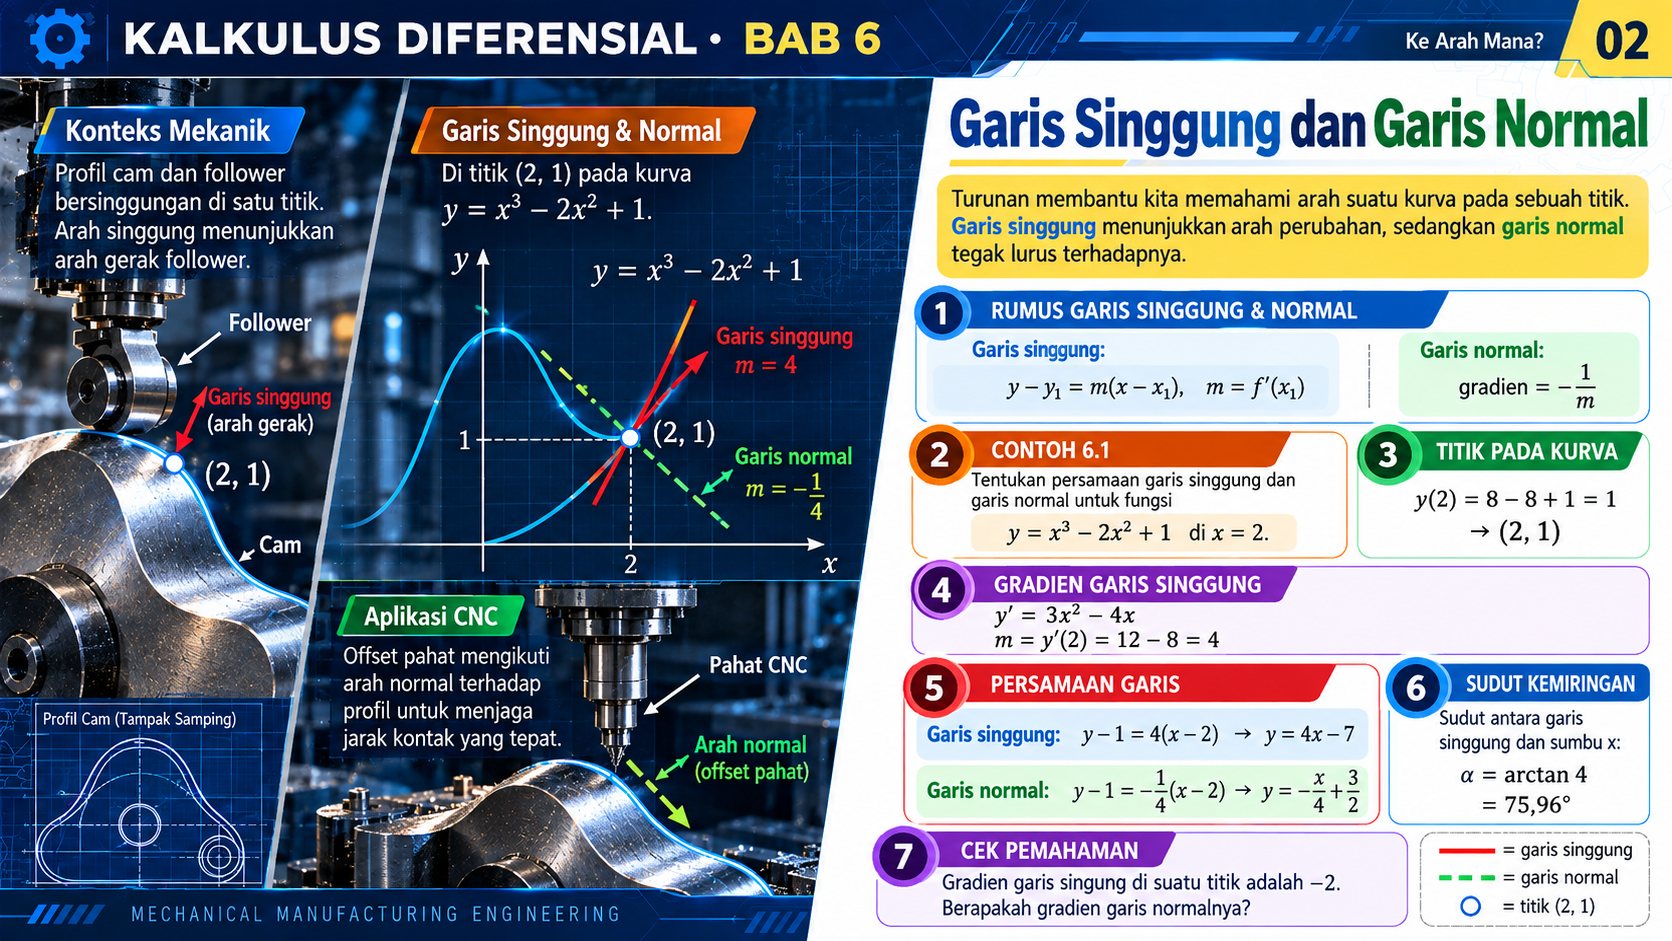 KALKULUS DIFERENSIAL • BAB 6
Ke Arah Mana?
02
Konteks Mekanik
Profil cam dan follower
bersinggungan di satu titik.
Arah singgung menunjukkan
arah gerak follower.
Follower
Garis singgung
(arah gerak)
(2, 1)
Cam
Profil Cam (Tampak Samping)
Garis Singgung & Normal
Di titik (2, 1) pada kurva
y = x³ − 2x² + 1.
y
y = x³ − 2x² + 1
Garis singgung
m = 4
1
(2, 1)
Garis normal
m = −1/4
2
x
Aplikasi CNC
Offset pahat mengikuti
arah normal terhadap
profil untuk menjaga
jarak kontak yang tepat.
Pahat CNC
Arah normal
(offset pahat)
MECHANICAL MANUFACTURING ENGINEERING
Garis Singgung dan Garis Normal
Turunan membantu kita memahami arah suatu kurva pada sebuah titik.
Garis singgung menunjukkan arah perubahan, sedangkan garis normal
tegak lurus terhadapnya.
1 RUMUS GARIS SINGGUNG & NORMAL
Garis singgung:
y − y₁ = m(x − x₁), m = f′(x₁)
Garis normal:
gradien = −1/m
2 CONTOH 6.1
Tentukan persamaan garis singgung dan
garis normal untuk fungsi
y = x³ − 2x² + 1 di x = 2.
3 TITIK PADA KURVA
y(2) = 8 − 8 + 1 = 1
→ (2, 1)
4 GRADIEN GARIS SINGGUNG
y′ = 3x² − 4x
m = y′(2) = 12 − 8 = 4
5 PERSAMAAN GARIS
Garis singgung: y − 1 = 4(x − 2) → y = 4x − 7
Garis normal: y − 1 = −1/4(x − 2) → y = −x/4 + 3/2
6 SUDUT KEMIRINGAN
Sudut antara garis
singgung dan sumbu x:
α = arctan 4
= 75,96°
7 CEK PEMAHAMAN
Gradien garis singung di suatu titik adalah −2.
Berapakah gradien garis normalnya?
= garis singgung
= garis normal
= titik (2, 1)